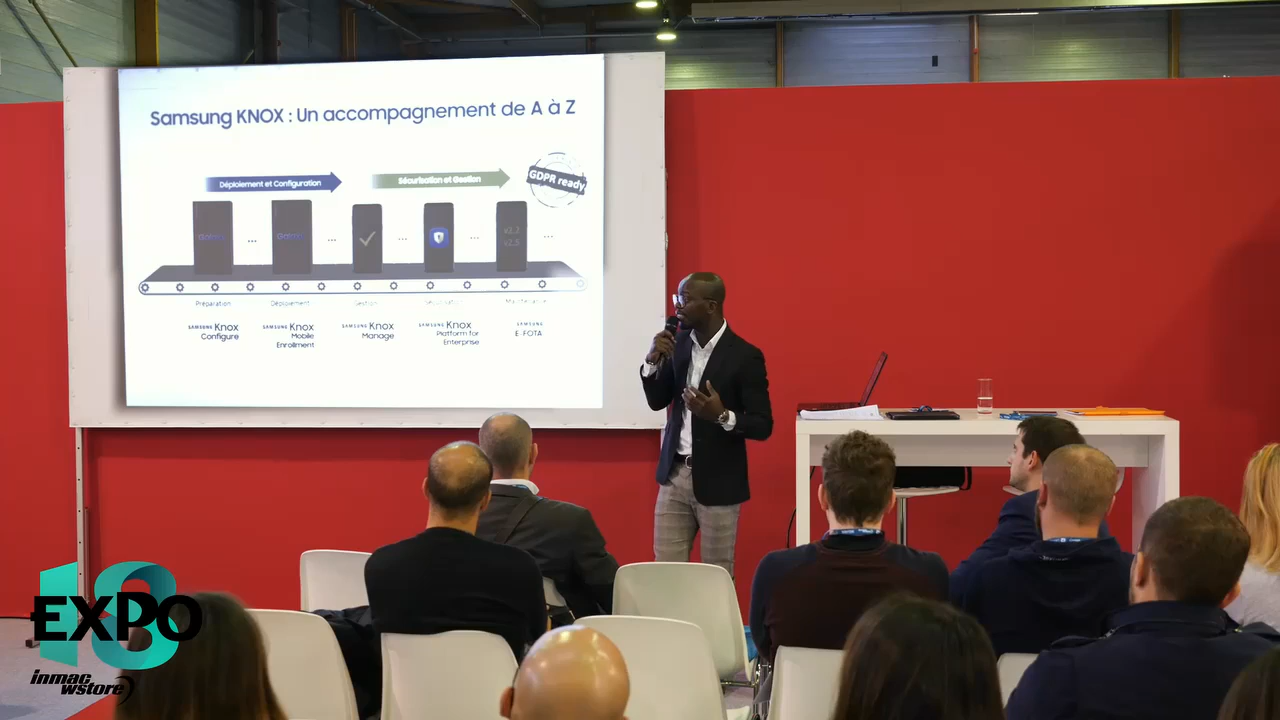 Samsung KNOX : Un accompagnement de A à Z
Déploiement et Configuration
Sécurisation et Gestion
GDPR ready
Préparation
Déploiement
Gestion
Maintenance
SAMSUNG Knox
Configure
SAMSUNG Knox
Mobile
Enrollment
SAMSUNG Knox
Manage
SAMSUNG Knox
Platform for
Enterprise
SAMSUNG
E-FOTA
18
EXPO
inmac
wstore